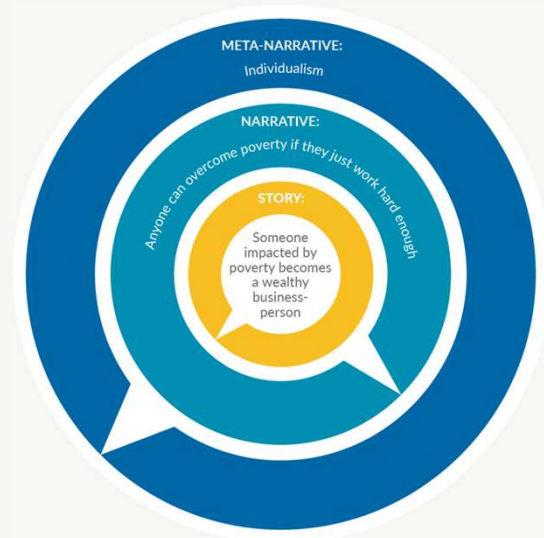 META-NARRATIVE:
Individualism
NARRATIVE:
Anyone can overcome poverty if they just work hard enough
STORY:
Someone
impacted by
poverty becomes
a wealthy
business-
person